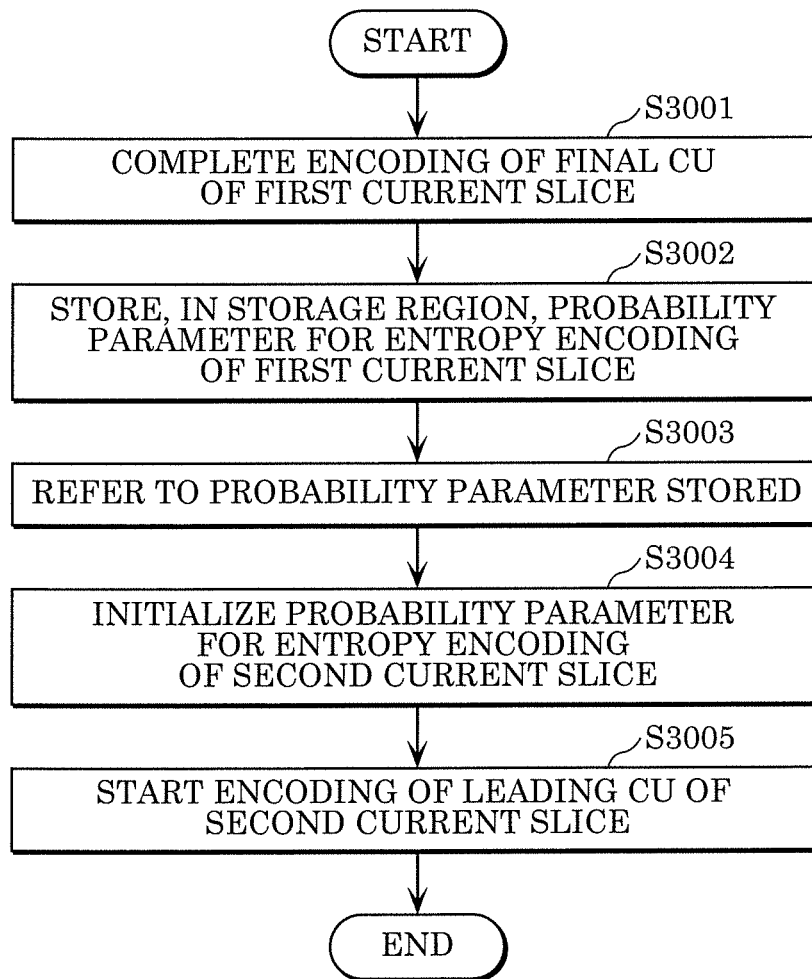 START
S3001
COMPLETE ENCODING OF FINAL CU
OF FIRST CURRENT SLICE
S3002
STORE, IN STORAGE REGION, PROBABILITY
PARAMETER FOR ENTROPY ENCODING
OF FIRST CURRENT SLICE
S3003
REFER TO PROBABILITY PARAMETER STORED
S3004
INITIALIZE PROBABILITY PARAMETER
FOR ENTROPY ENCODING
OF SECOND CURRENT SLICE
S3005
START ENCODING OF LEADING CU OF
SECOND CURRENT SLICE
END